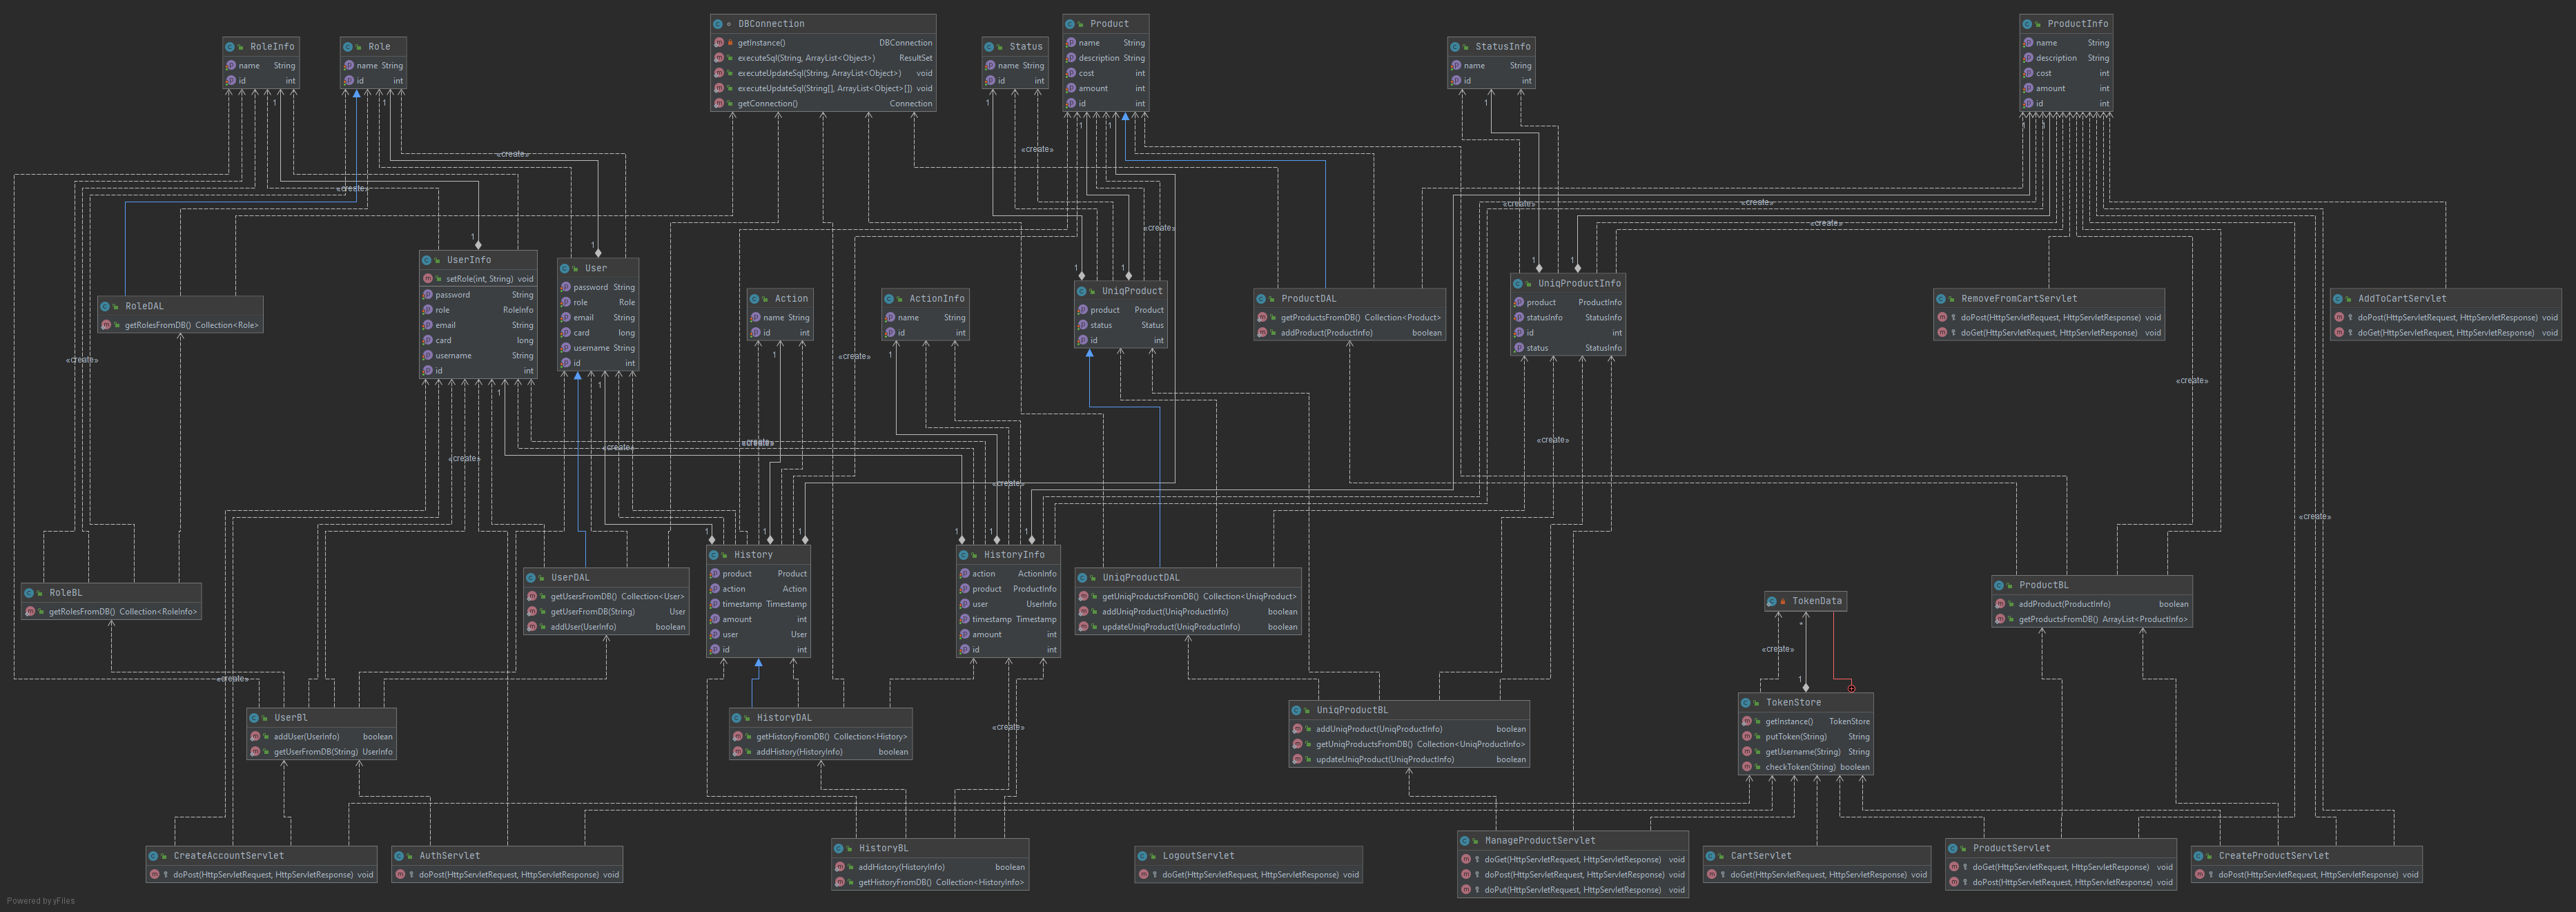 RoleInfo
name String
id int
Role
name String
id int
DBConnection
getInstance() DBConnection
executeSql(String, ArrayList<Object>) ResultSet
executeUpdateSql(String, ArrayList<Object>) void
executeUpdateSql(String[], ArrayList<Object>[]) void
getConnection() Connection
Status
name String
id int
Product
name String
description String
cost int
amount int
id int
StatusInfo
name String
id int
ProductInfo
name String
description String
cost int
amount int
id int
«create»
«create»
«create»
«create»
«create»
«create»
«create»
UserInfo
setRole(int, String) void
password String
role RoleInfo
email String
card long
username String
id int
User
password String
role Role
email String
card long
username String
id int
RoleDAL
getRolesFromDB() Collection<Role>
Action
name String
id int
ActionInfo
name String
id int
UniqProduct
product Product
status Status
id int
ProductDAL
getProductsFromDB() Collection<Product>
addProduct(ProductInfo) boolean
UniqProductInfo
product ProductInfo
statusInfo StatusInfo
id int
status StatusInfo
RemoveFromCartServlet
doPost(HttpServletRequest, HttpServletResponse) void
doGet(HttpServletRequest, HttpServletResponse) void
AddToCartServlet
doPost(HttpServletRequest, HttpServletResponse) void
doGet(HttpServletRequest, HttpServletResponse) void
«create»
«create»
«create»
«create»
«create»
«create»
«create»
«create»
«create»
RoleBL
getRolesFromDB() Collection<RoleInfo>
UserDAL
getUsersFromDB() Collection<User>
getUserFromDB(String) User
addUser(UserInfo) boolean
History
product Product
action Action
timestamp Timestamp
amount int
user User
id int
HistoryInfo
action ActionInfo
product ProductInfo
user UserInfo
timestamp Timestamp
amount int
id int
UniqProductDAL
getUniqProductsFromDB() Collection<UniqProduct>
addUniqProduct(UniqProductInfo) boolean
updateUniqProduct(UniqProductInfo) boolean
TokenData
ProductBL
addProduct(ProductInfo) boolean
getProductsFromDB() ArrayList<ProductInfo>
«create»
«create»
«create»
UserBl
addUser(UserInfo) boolean
getUserFromDB(String) UserInfo
HistoryDAL
getHistoryFromDB() Collection<History>
addHistory(HistoryInfo) boolean
UniqProductBL
addUniqProduct(UniqProductInfo) boolean
getUniqProductsFromDB() Collection<UniqProductInfo>
updateUniqProduct(UniqProductInfo) boolean
TokenStore
getInstance() TokenStore
putToken(String) String
getUsername(String) String
checkToken(String) boolean
CreateAccountServlet
doPost(HttpServletRequest, HttpServletResponse) void
AuthServlet
doPost(HttpServletRequest, HttpServletResponse) void
HistoryBL
addHistory(HistoryInfo) boolean
getHistoryFromDB() Collection<HistoryInfo>
LogoutServlet
doGet(HttpServletRequest, HttpServletResponse) void
ManageProductServlet
doGet(HttpServletRequest, HttpServletResponse) void
doPost(HttpServletRequest, HttpServletResponse) void
doPut(HttpServletRequest, HttpServletResponse) void
CartServlet
doGet(HttpServletRequest, HttpServletResponse) void
ProductServlet
doGet(HttpServletRequest, HttpServletResponse) void
doPost(HttpServletRequest, HttpServletResponse) void
CreateProductServlet
doPost(HttpServletRequest, HttpServletResponse) void
Powered by yFiles